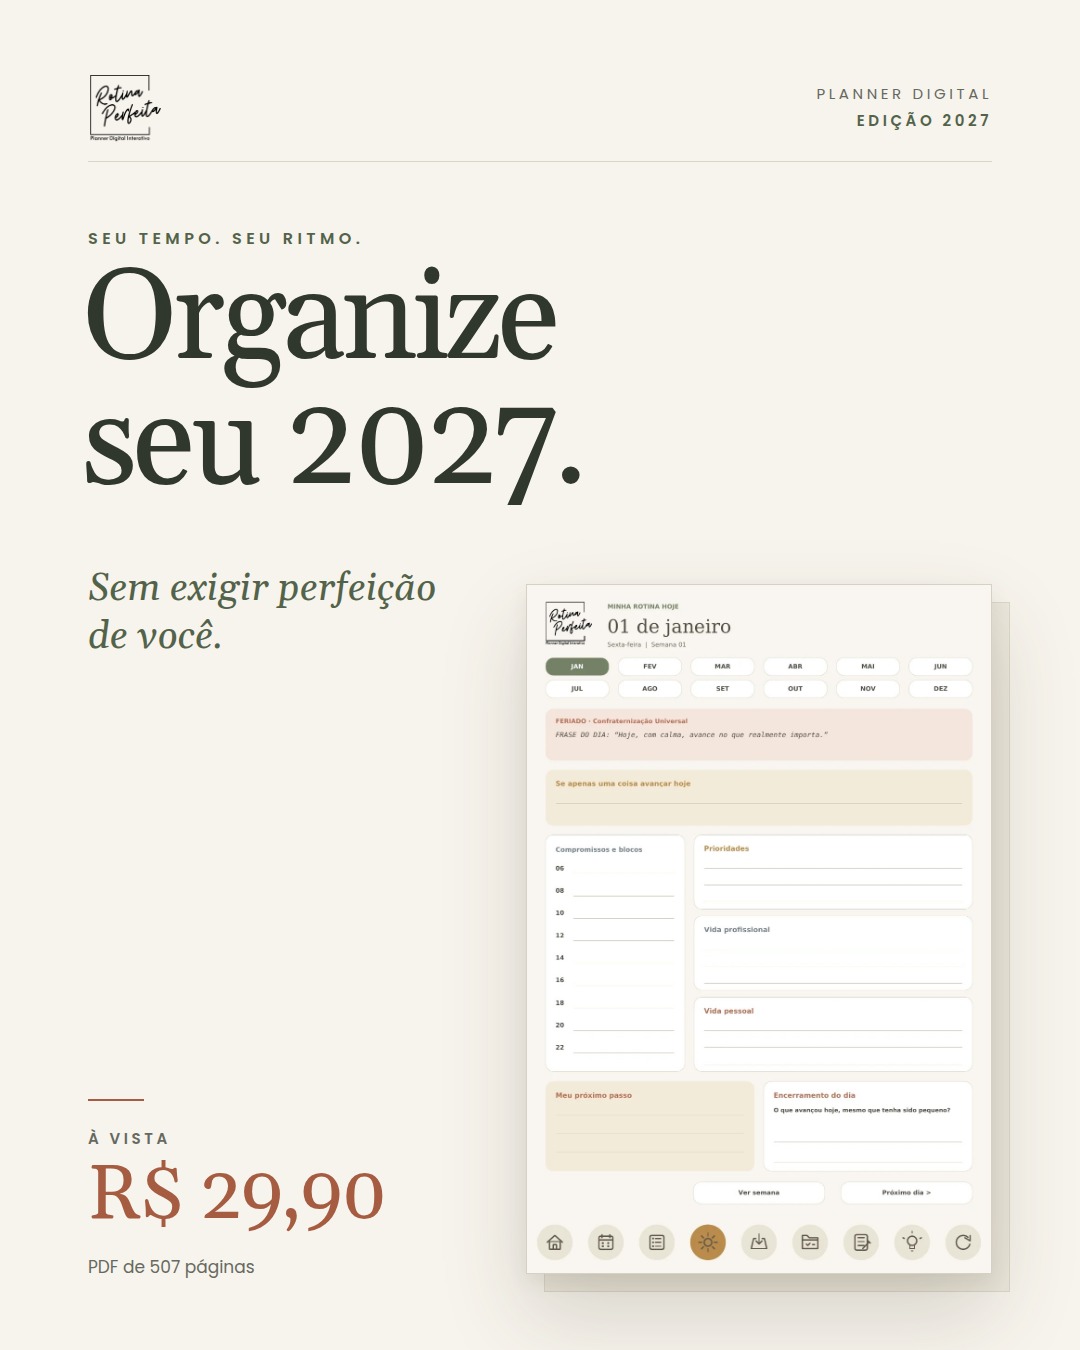 Rotina
Perfeita
Planner Digital Interativo
PLANNER DIGITAL
EDIÇÃO 2027
SEU TEMPO. SEU RITMO.
Organize
seu 2027.
Sem exigir perfeição
de você.
Rotina
Perfeita
Planner Digital Interativo
MINHA ROTINA HOJE
01 de janeiro
Sexta-feira | Semana 01
JAN FEV MAR ABR MAI JUN
JUL AGO SET OUT NOV DEZ
FERIADO · Confraternização Universal
FRASE DO DIA: “Hoje, com calma, avance no que realmente importa.”
Se apenas uma coisa avançar hoje
Compromissos e blocos
06
08
10
12
14
16
18
20
22
Prioridades
Vida profissional
Vida pessoal
Meu próximo passo
Encerramento do dia
O que avançou hoje, mesmo que tenha sido pequeno?
Ver semana
Próximo dia >
À VISTA
R$ 29,90
PDF de 507 páginas